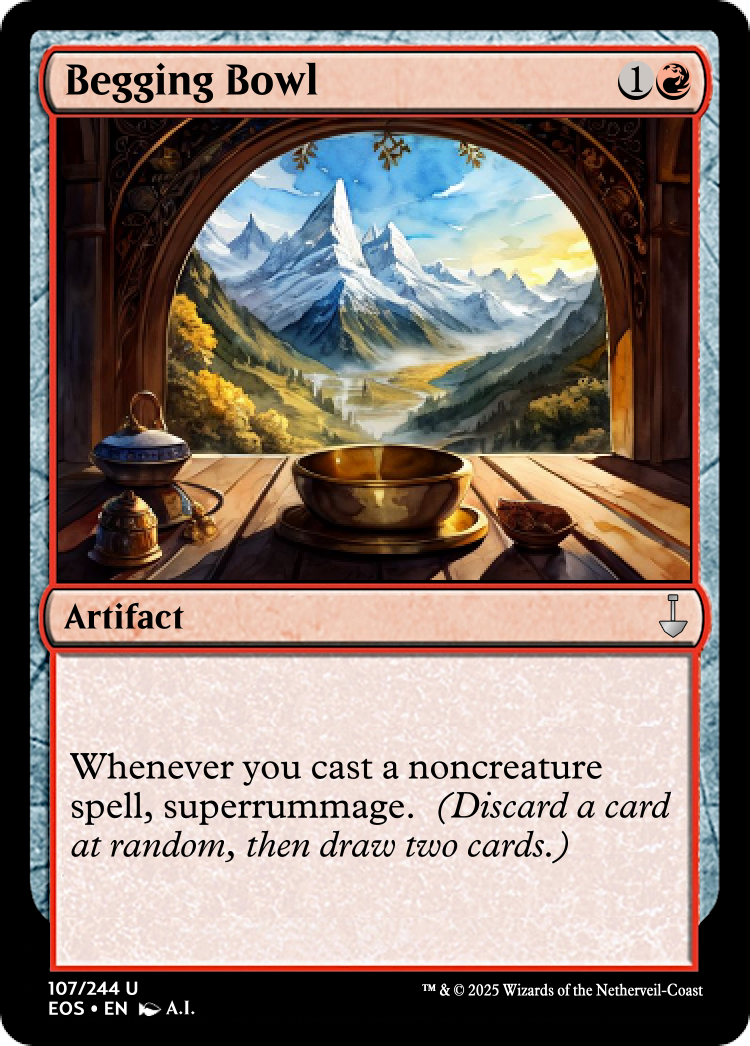 Begging Bowl 1
Artifact
Whenever you cast a noncreature
spell, superrummage. (Discard a card
at random, then draw two cards.)
107/244 U
™ & © 2025 Wizards of the Netherveil-Coast
EOS • EN A.I.